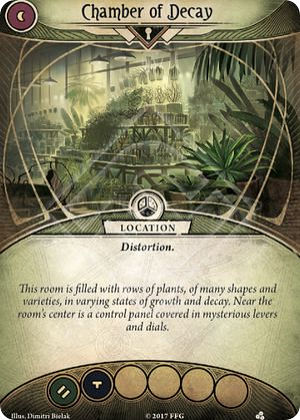 Chamber of Decay
LOCATION
Distortion.
This room is filled with rows of plants, of many shapes and
varieties, in varying states of growth and decay. Near the
room's center is a control panel covered in mysterious levers
and dials.
Illus. Dimitri Bielak
© 2017 FFG